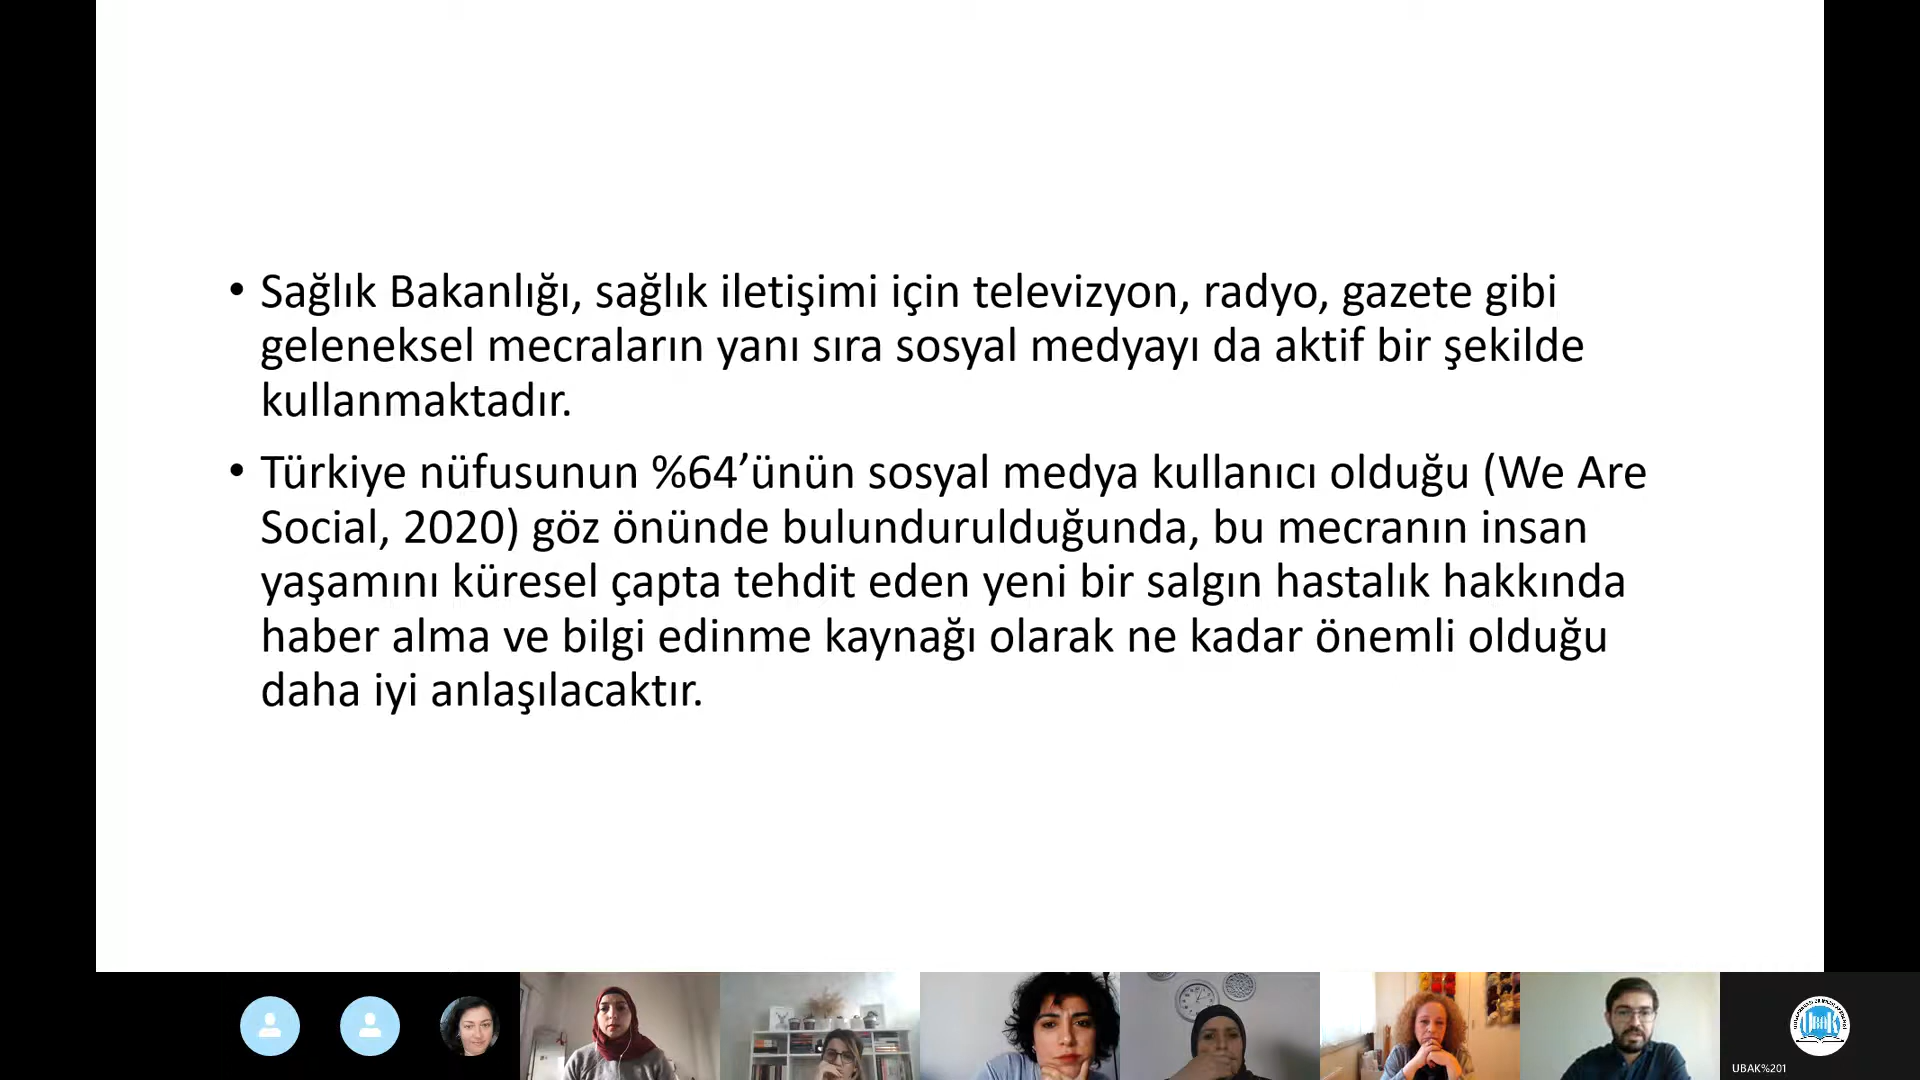 • Sağlık Bakanlığı, sağlık iletişimi için televizyon, radyo, gazete gibi
geleneksel mecraların yanı sıra sosyal medyayı da aktif bir şekilde
kullanmaktadır.
• Türkiye nüfusunun %64’ünün sosyal medya kullanıcı olduğu (We Are
Social, 2020) göz önünde bulundurulduğunda, bu mecranın insan
yaşamını küresel çapta tehdit eden yeni bir salgın hastalık hakkında
haber alma ve bilgi edinme kaynağı olarak ne kadar önemli olduğu
daha iyi anlaşılacaktır.
UBAK
UBAK%201